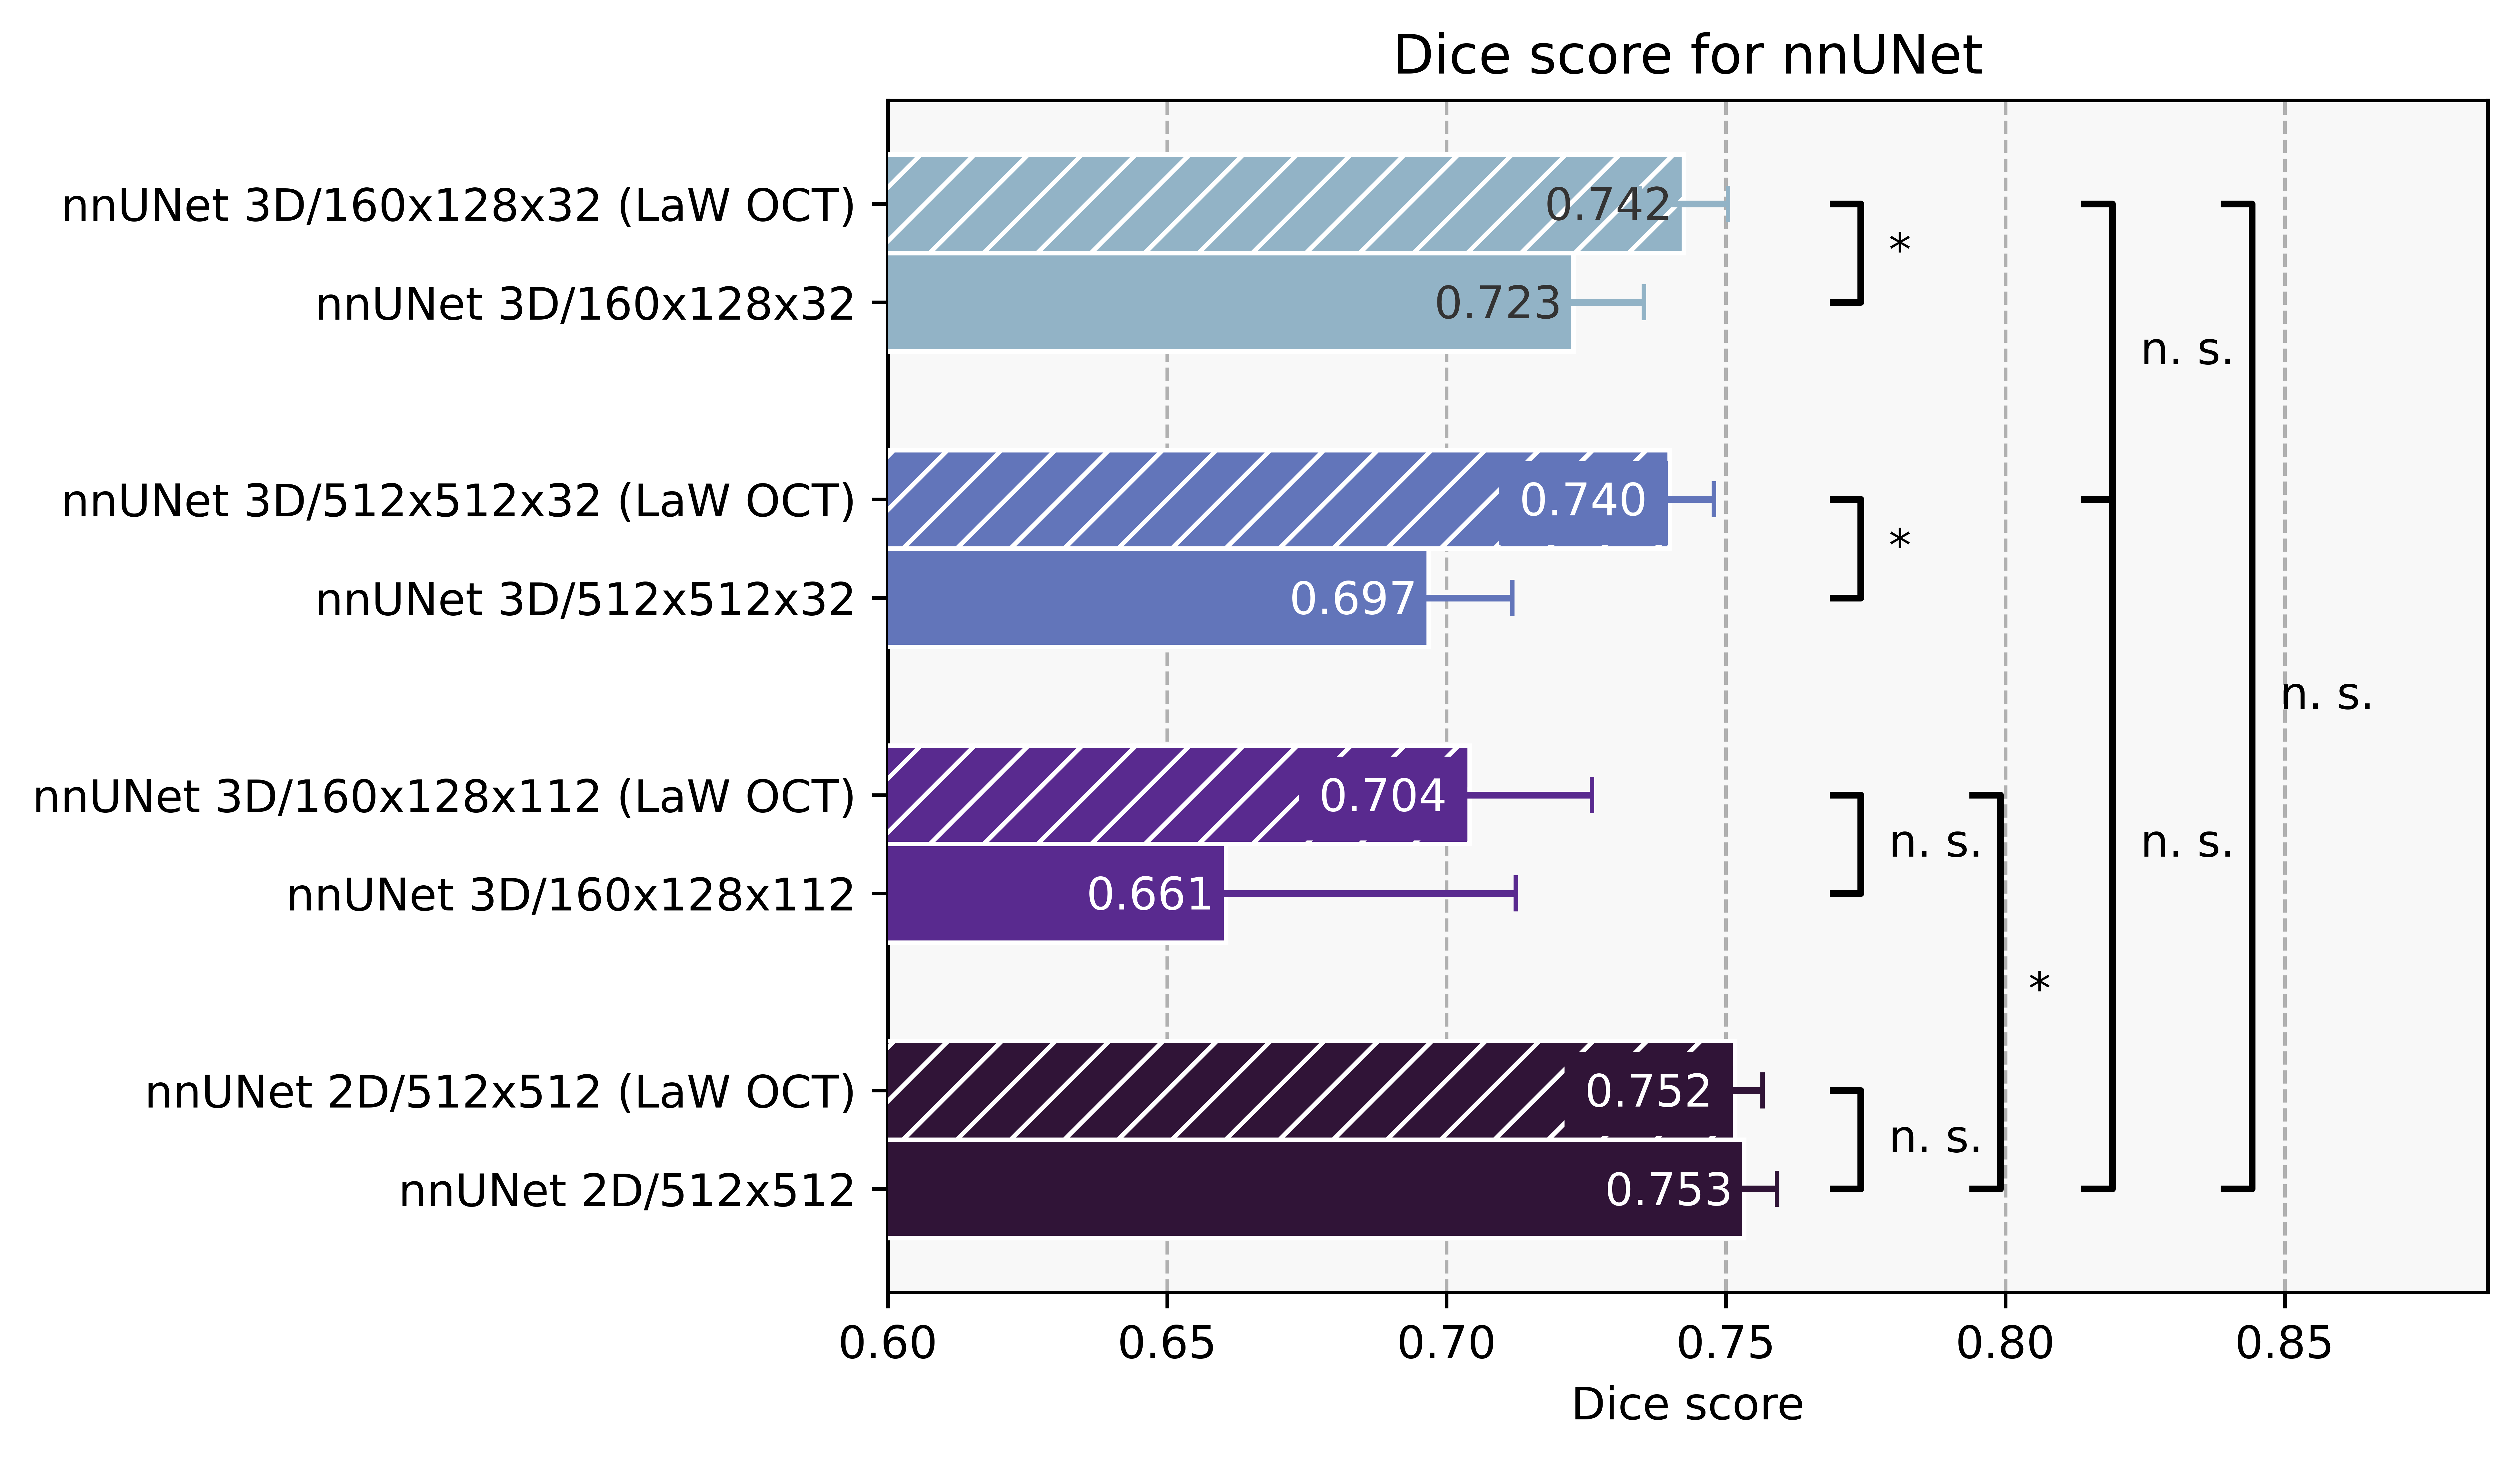 Dice score for nnUNet
nnUNet 3D/160x128x32 (LaW OCT)
0.742
*
nnUNet 3D/160x128x32
0.723
n. s.
nnUNet 3D/512x512x32 (LaW OCT)
0.740
*
nnUNet 3D/512x512x32
0.697
n. s.
nnUNet 3D/160x128x112 (LaW OCT)
0.704
n. s.
n. s.
nnUNet 3D/160x128x112
0.661
*
nnUNet 2D/512x512 (LaW OCT)
0.752
n. s.
nnUNet 2D/512x512
0.753
0.60 0.65 0.70 0.75 0.80 0.85
Dice score